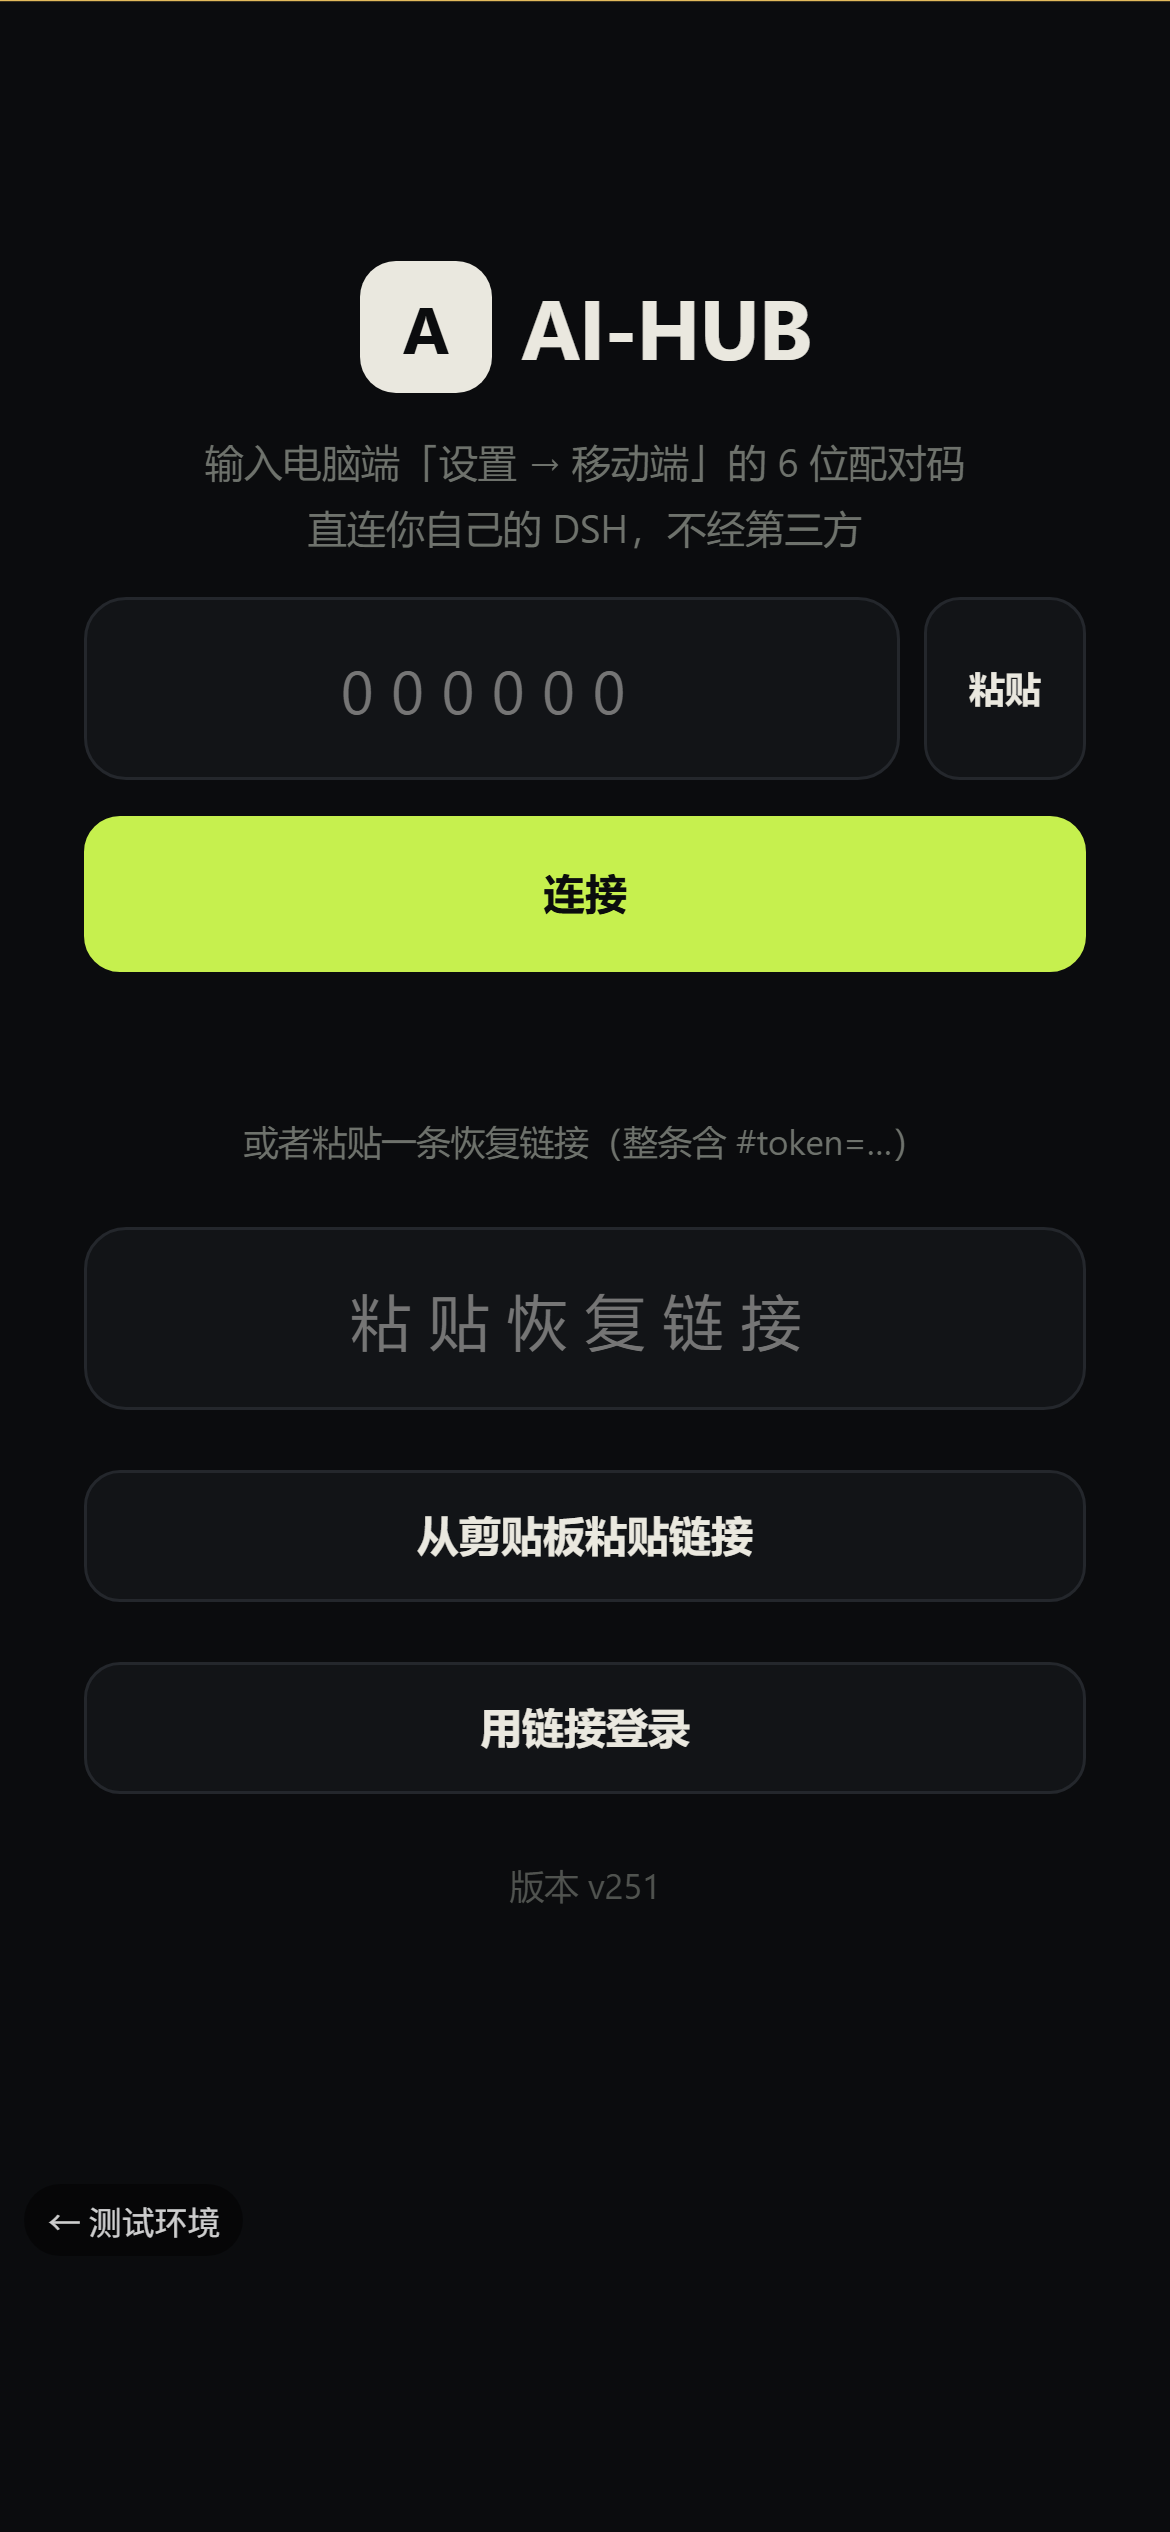 A AI-HUB
输入电脑端「设置 → 移动端」的 6 位配对码
直连你自己的 DSH，不经第三方
000000
粘贴
连接
或者粘贴一条恢复链接（整条含 #token=...）
粘贴恢复链接
从剪贴板粘贴链接
用链接登录
版本 v251
← 测试环境